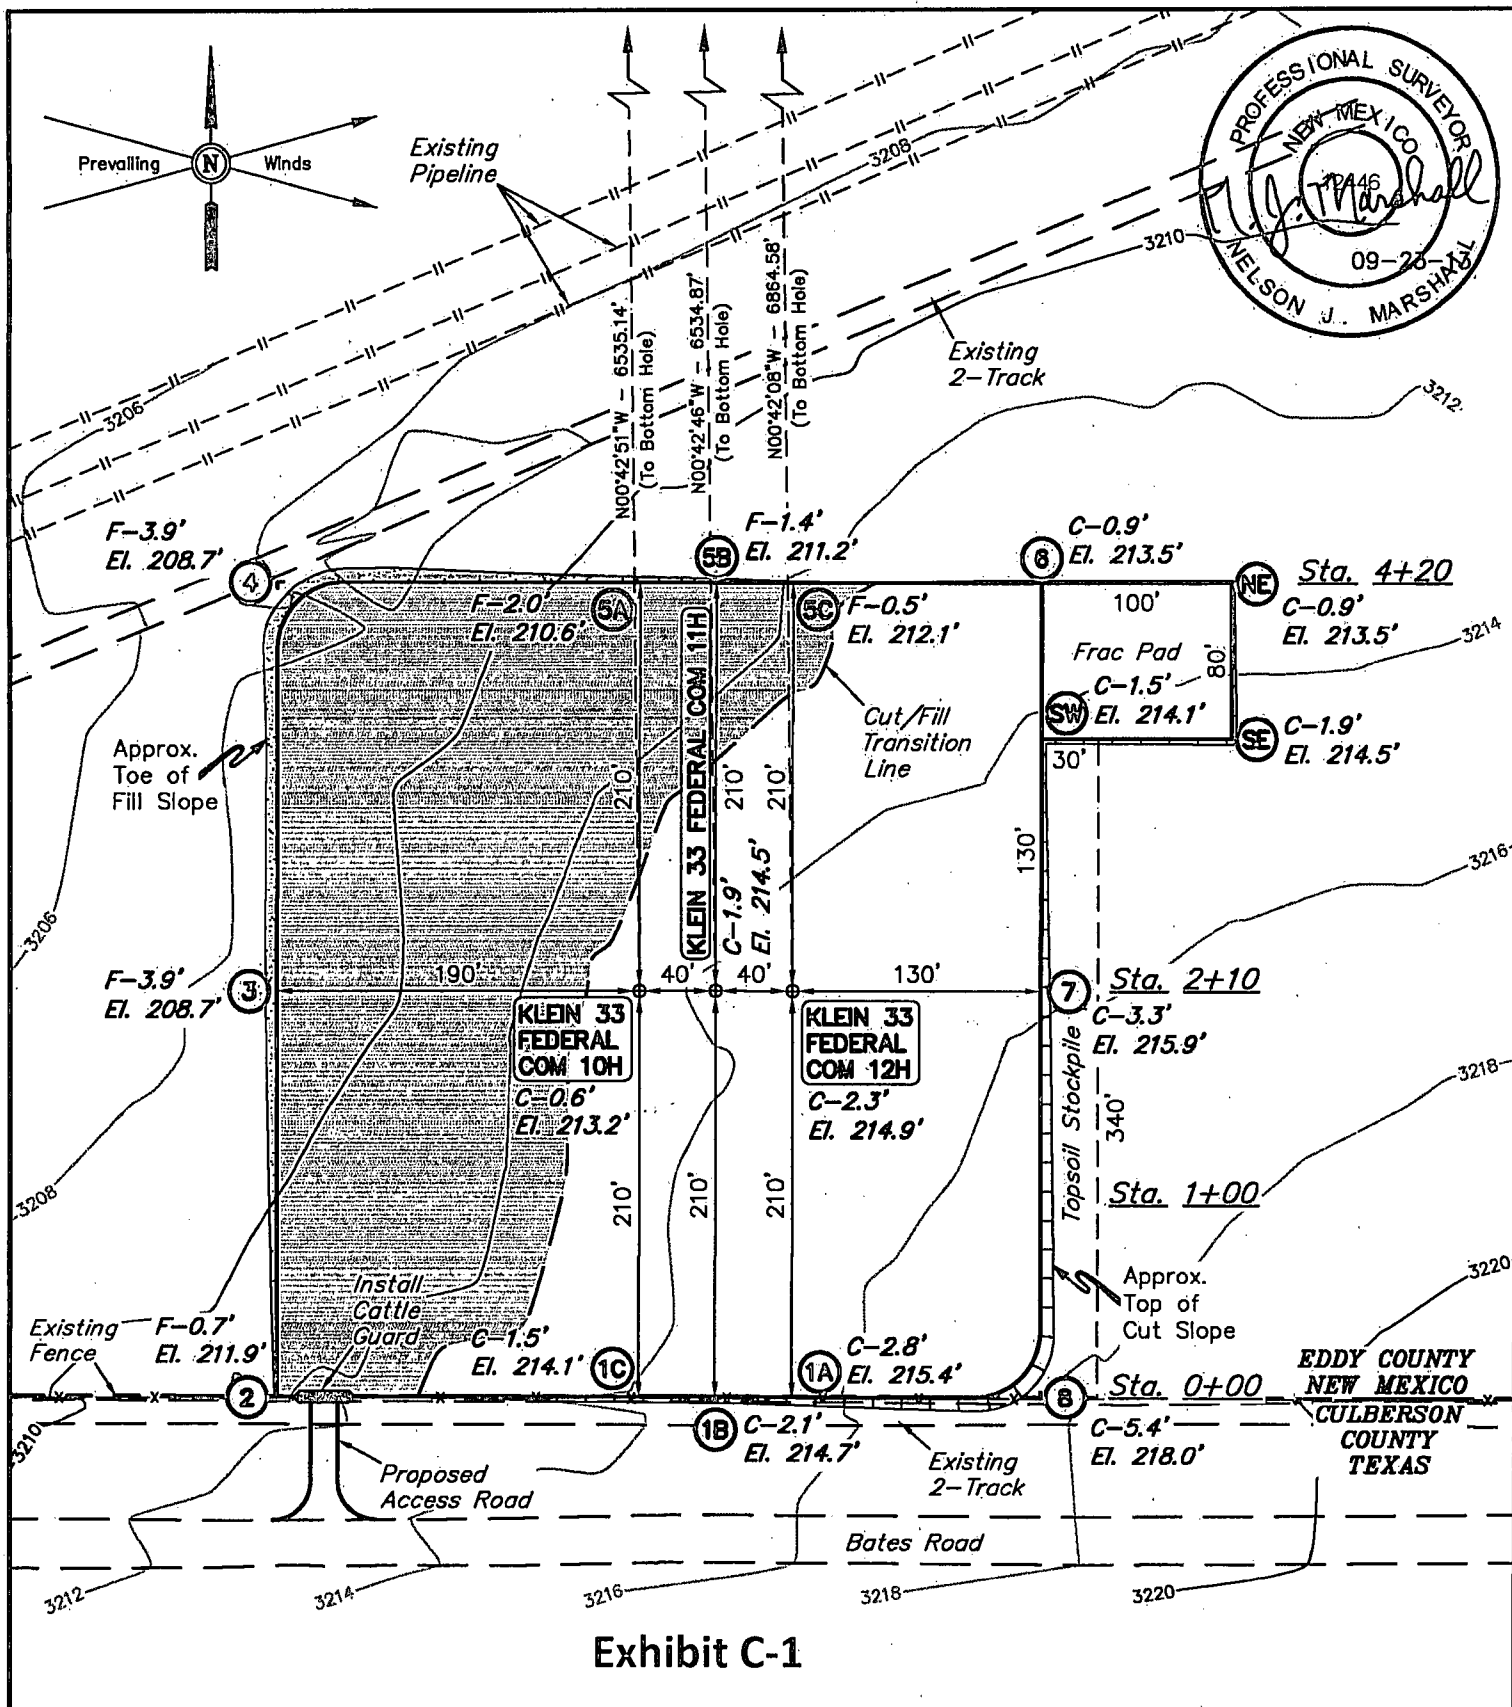 Prevailing
N
Winds
Existing
Pipeline
3208
PROFESSIONAL SURVEYOR
NEW MEXICO
N. J. Marshall
NELSON J. MARSHALL
3210
Existing
2-Track
3206
3212
N00°42'51"W - 6535.14'
(To Bottom Hole)
N00°42'46"W - 6534.87'
(To Bottom Hole)
N00°42'08"W - 6864.58'
(To Bottom Hole)
F-3.9'
El. 208.7'
4
5B
F-1.4'
El. 211.2'
C-0.9'
El. 213.5'
6
NE
Sta. 4+20
C-0.9'
El. 213.5'
F-2.0'
El. 210.6'
5A
5C
F-0.5'
El. 212.1'
100'
Frac Pad
80'
3214
SW
C-1.5'
El. 214.1'
SE
C-1.9'
El. 214.5'
30'
Approx.
Toe of
Fill Slope
Cut/Fill
Transition
Line
210'
210'
210'
KLEIN 33 FEDERAL COM 11H
C-1.9'
El. 214.5'
130'
3216
3206
F-3.9'
El. 208.7'
3
190'
40'
40'
130'
7
Sta. 2+10
C-3.3'
El. 215.9'
KLEIN 33
FEDERAL
COM 10H
C-0.6'
El. 213.2'
KLEIN 33
FEDERAL
COM 12H
C-2.3'
El. 214.9'
Topsoil Stockpile
340'
3218
3208
210'
210'
210'
Sta. 1+00
Install
Cattle
Guard
Approx.
Top of
Cut Slope
3220
Existing
Fence
F-0.7'
El. 211.9'
2
C-1.5'
El. 214.1'
1C
1A
C-2.8'
El. 215.4'
8
Sta. 0+00
C-5.4'
El. 218.0'
EDDY COUNTY
NEW MEXICO
CULBERSON
COUNTY
TEXAS
1B
C-2.1'
El. 214.7'
3210
Proposed
Access Road
Existing
2-Track
Bates Road
3212
3214
3216
3218
3220
Exhibit C-1